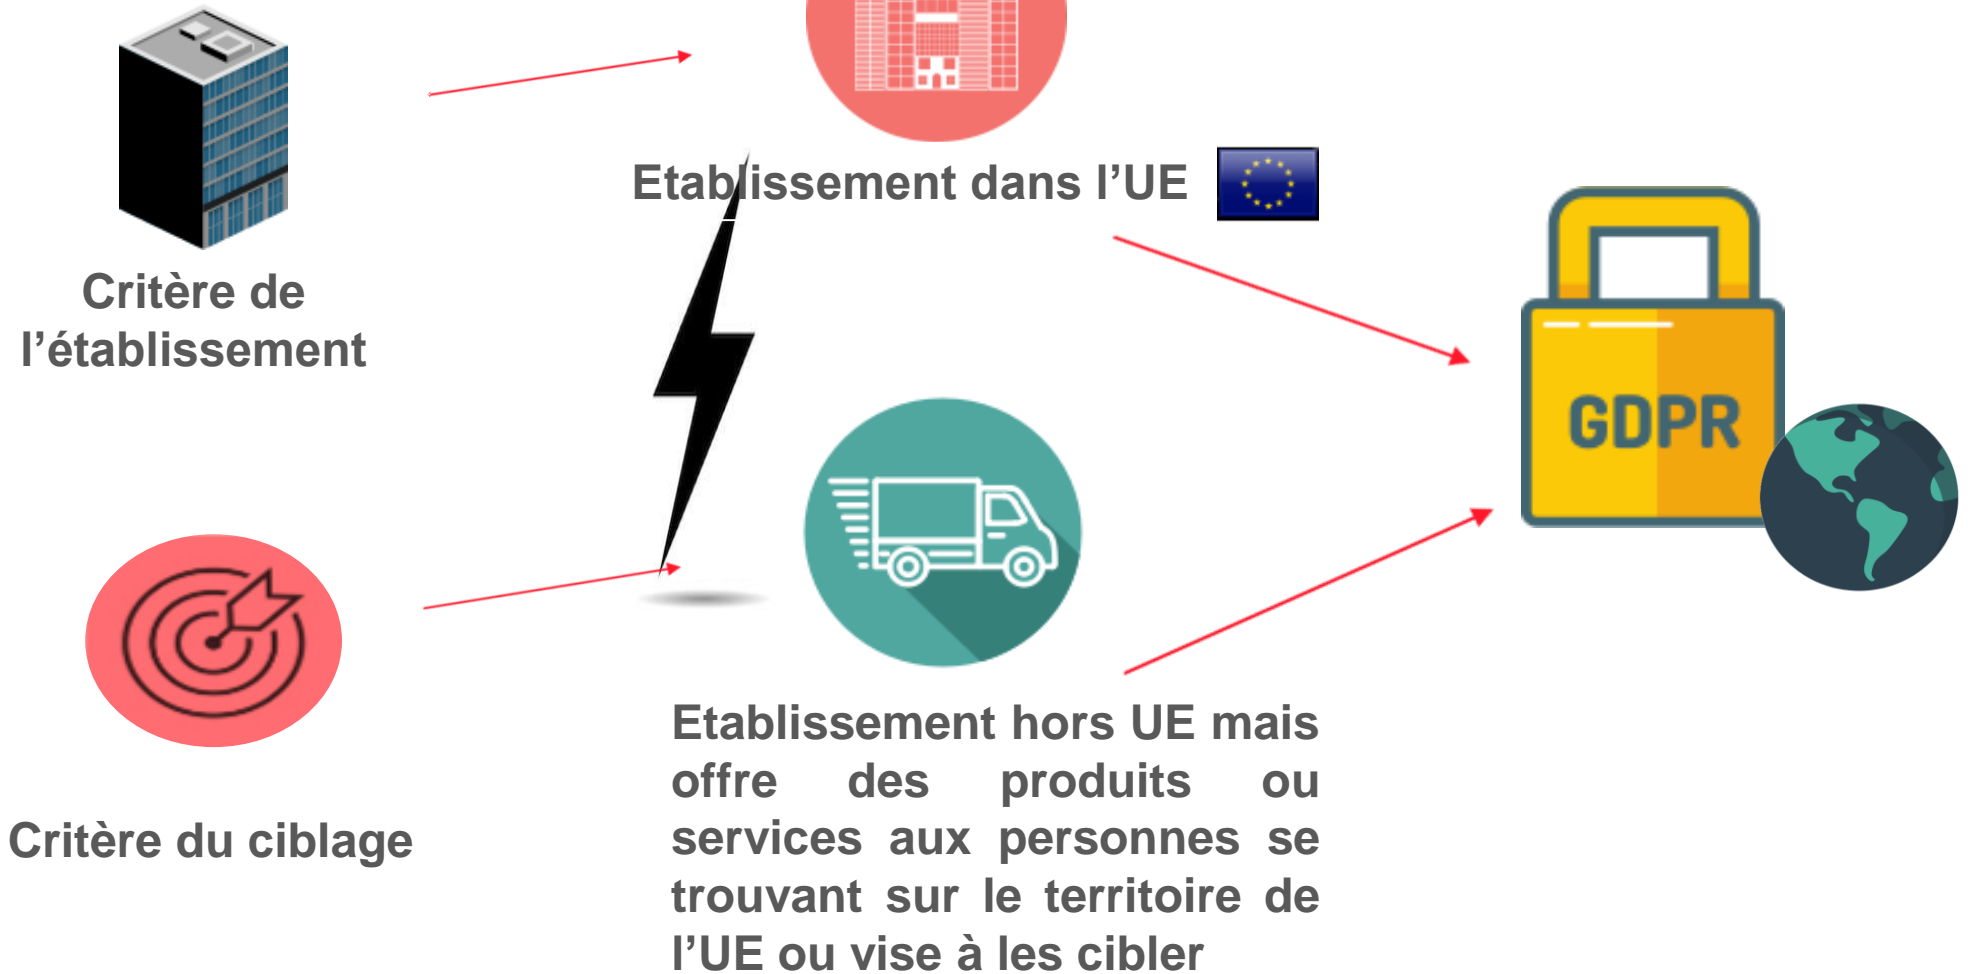 Etablissement dans l’UE
Critère de
l’établissement
GDPR
Etablissement hors UE mais
offre des produits ou
services aux personnes se
trouvant sur le territoire de
l’UE ou vise à les cibler
Critère du ciblage